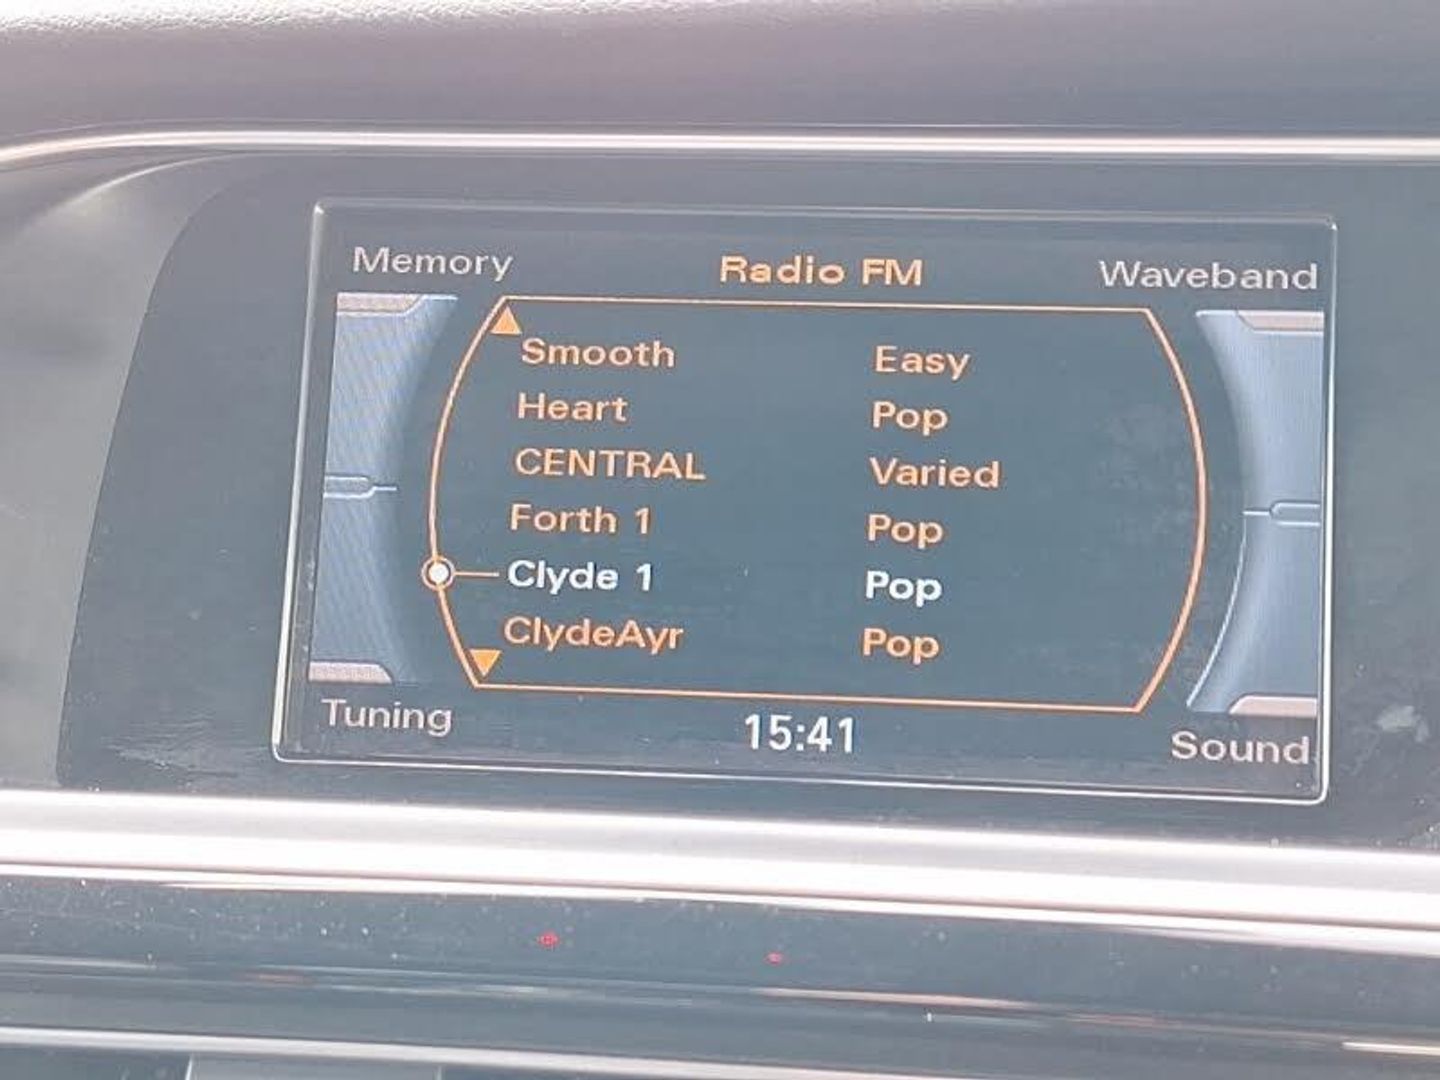 Memory Radio FM Waveband
Smooth Easy
Heart Pop
CENTRAL Varied
Forth 1 Pop
Clyde 1 Pop
ClydeAyr Pop
Tuning 15:41 Sound